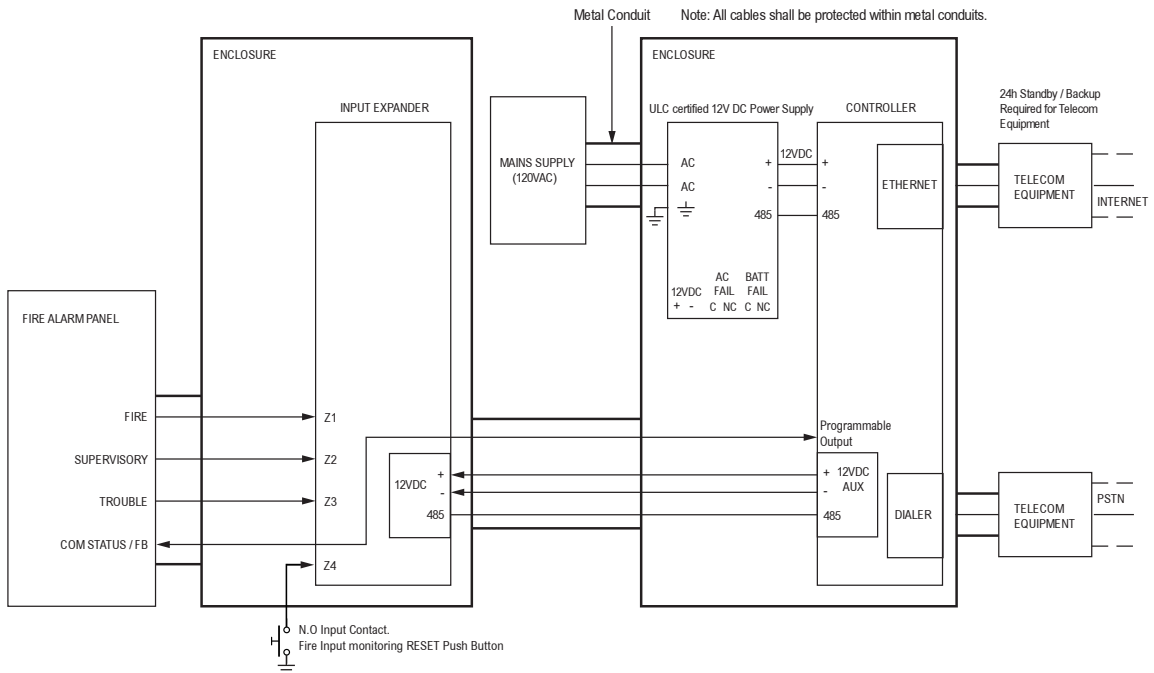 Metal Conduit
Note: All cables shall be protected within metal conduits.
ENCLOSURE
INPUT EXPANDER
MAINS SUPPLY
(120VAC)
ENCLOSURE
ULC certified 12V DC Power Supply
CONTROLLER
AC
AC
+
-
485
12VDC
+
-
485
ETHERNET
AC
FAIL
BATT
FAIL
12VDC
+ -
C NC
C NC
24h Standby / Backup
Required for Telecom
Equipment
TELECOM
EQUIPMENT
INTERNET
FIRE ALARM PANEL
FIRE
SUPERVISORY
TROUBLE
COM STATUS / FB
Z1
Z2
Z3
Z4
12VDC
+
-
485
Programmable
Output
+ 12VDC
AUX
-
485
DIALER
TELECOM
EQUIPMENT
PSTN
N.O Input Contact.
Fire Input monitoring RESET Push Button